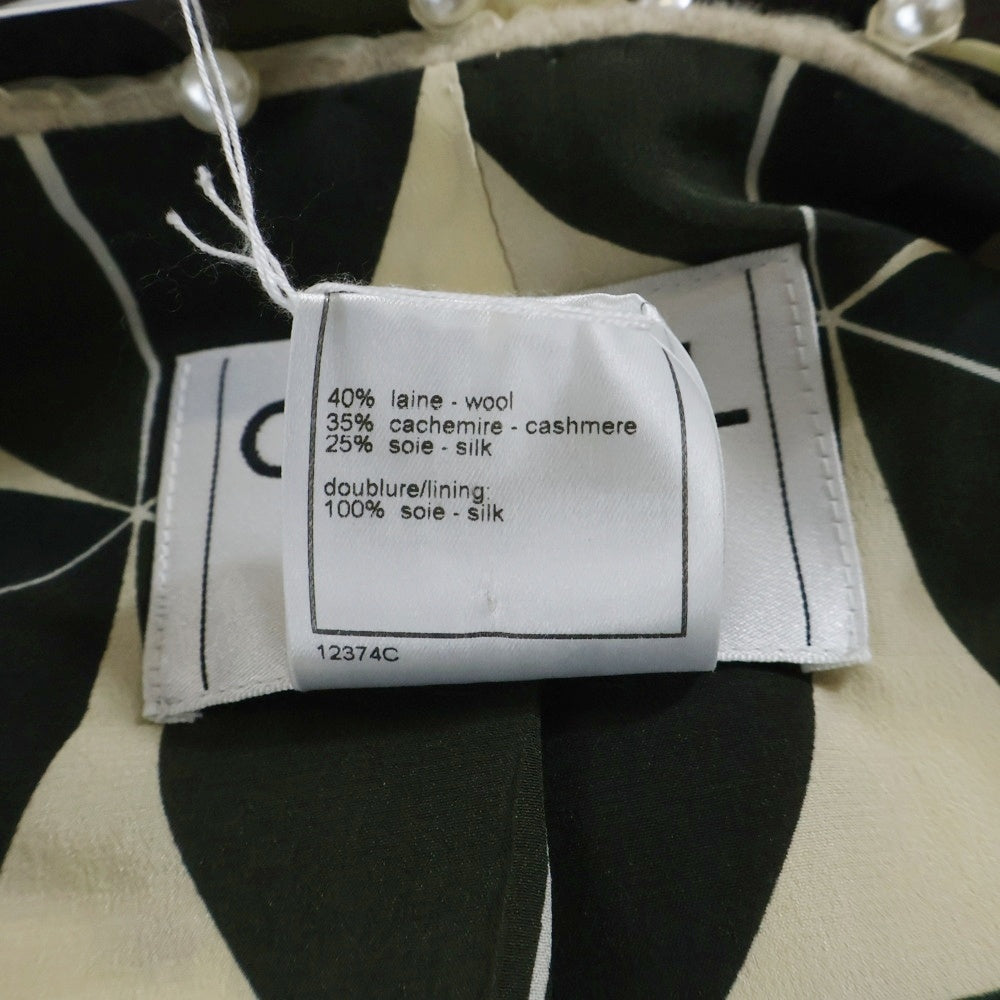 40% laine - wool
35% cachemire - cashmere
25% soie - silk
doublure/lining:
100% soie - silk
12374C